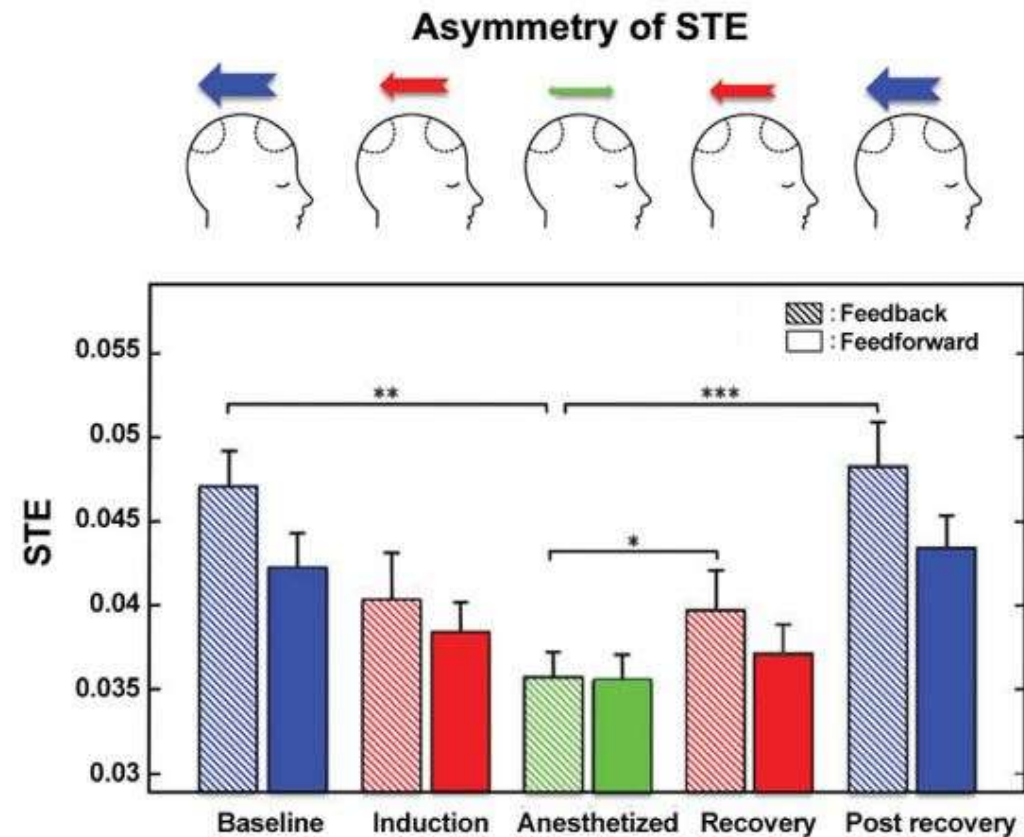 Asymmetry of STE
: Feedback
: Feedforward
0.055
0.05
0.045
0.04
0.035
0.03
STE
**
***
*
Baseline Induction Anesthetized Recovery Post recovery